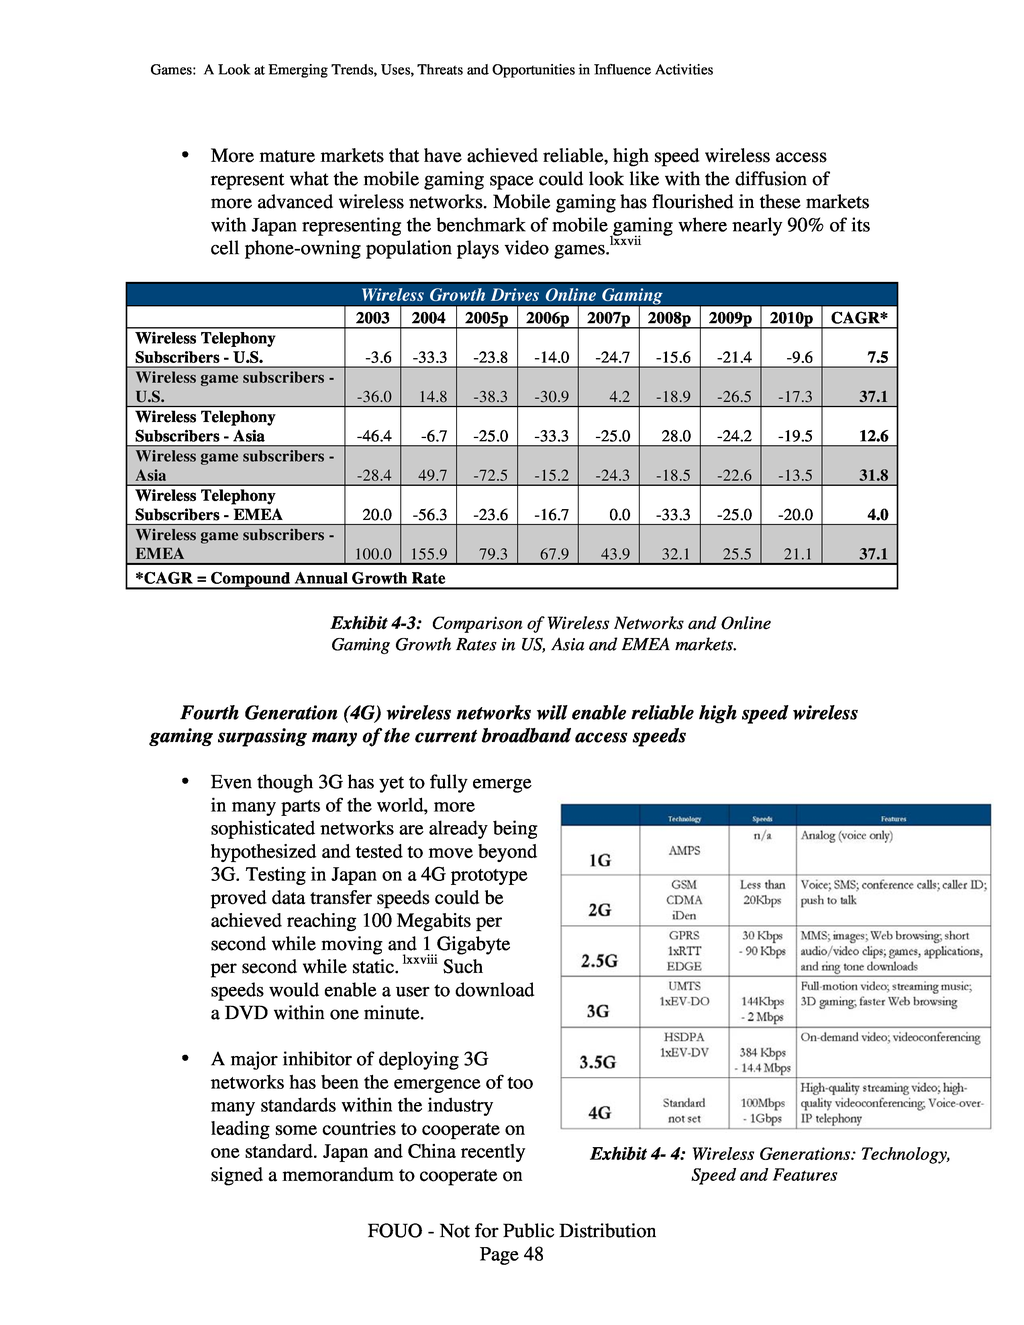 Games: A Look at Emerging Trends, Uses, Threats and Opportunities in Influence Activities
• More mature markets that have achieved reliable, high speed wireless access
represent what the mobile gaming space could look like with the diffusion of
more advanced wireless networks. Mobile gaming has flourished in these markets
with Japan representing the benchmark of mobile gaming where nearly 90% of its
cell phone-owning population plays video games.lxxvii
Wireless Growth Drives Online Gaming
2003 2004 2005p 2006p 2007p 2008p 2009p 2010p CAGR*
Wireless Telephony
Subscribers - U.S. -3.6 -33.3 -23.8 -14.0 -24.7 -15.6 -21.4 -9.6 7.5
Wireless game subscribers -
U.S. -36.0 14.8 -38.3 -30.9 4.2 -18.9 -26.5 -17.3 37.1
Wireless Telephony
Subscribers - Asia -46.4 -6.7 -25.0 -33.3 -25.0 28.0 -24.2 -19.5 12.6
Wireless game subscribers -
Asia -28.4 49.7 -72.5 -15.2 -24.3 -18.5 -22.6 -13.5 31.8
Wireless Telephony
Subscribers - EMEA 20.0 -56.3 -23.6 -16.7 0.0 -33.3 -25.0 -20.0 4.0
Wireless game subscribers -
EMEA 100.0 155.9 79.3 67.9 43.9 32.1 25.5 21.1 37.1
*CAGR = Compound Annual Growth Rate
Exhibit 4-3: Comparison of Wireless Networks and Online
Gaming Growth Rates in US, Asia and EMEA markets.
Fourth Generation (4G) wireless networks will enable reliable high speed wireless
gaming surpassing many of the current broadband access speeds
• Even though 3G has yet to fully emerge
in many parts of the world, more
sophisticated networks are already being
hypothesized and tested to move beyond
3G. Testing in Japan on a 4G prototype
proved data transfer speeds could be
achieved reaching 100 Megabits per
second while moving and 1 Gigabyte
per second while static. lxxviii Such
speeds would enable a user to download
a DVD within one minute.
• A major inhibitor of deploying 3G
networks has been the emergence of too
many standards within the industry
leading some countries to cooperate on
one standard. Japan and China recently
signed a memorandum to cooperate on
Technology Speeds Features
1G AMPS n/a Analog (voice only)
2G GSM Less than Voice; SMS; conference calls; caller ID;
CDMA 20Kbps push to talk
iDen
2.5G GPRS 30 Kbps MMS; images; Web browsing; short
1xRTT - 90 Kbps audio/video clips; games, applications,
EDGE and ring tone downloads
3G UMTS Full-motion video; streaming music;
1xEV-DO 144Kbps 3D gaming; faster Web browsing
- 2 Mbps
3.5G HSDPA On-demand video; videoconferencing
1xEV-DV 384 Kbps
- 14.4 Mbps
4G High-quality streaming video; high-
Standard 100Mbps quality videoconferencing; Voice-over-
not set - 1Gbps IP telephony
Exhibit 4- 4: Wireless Generations: Technology,
Speed and Features
FOUO - Not for Public Distribution
Page 48